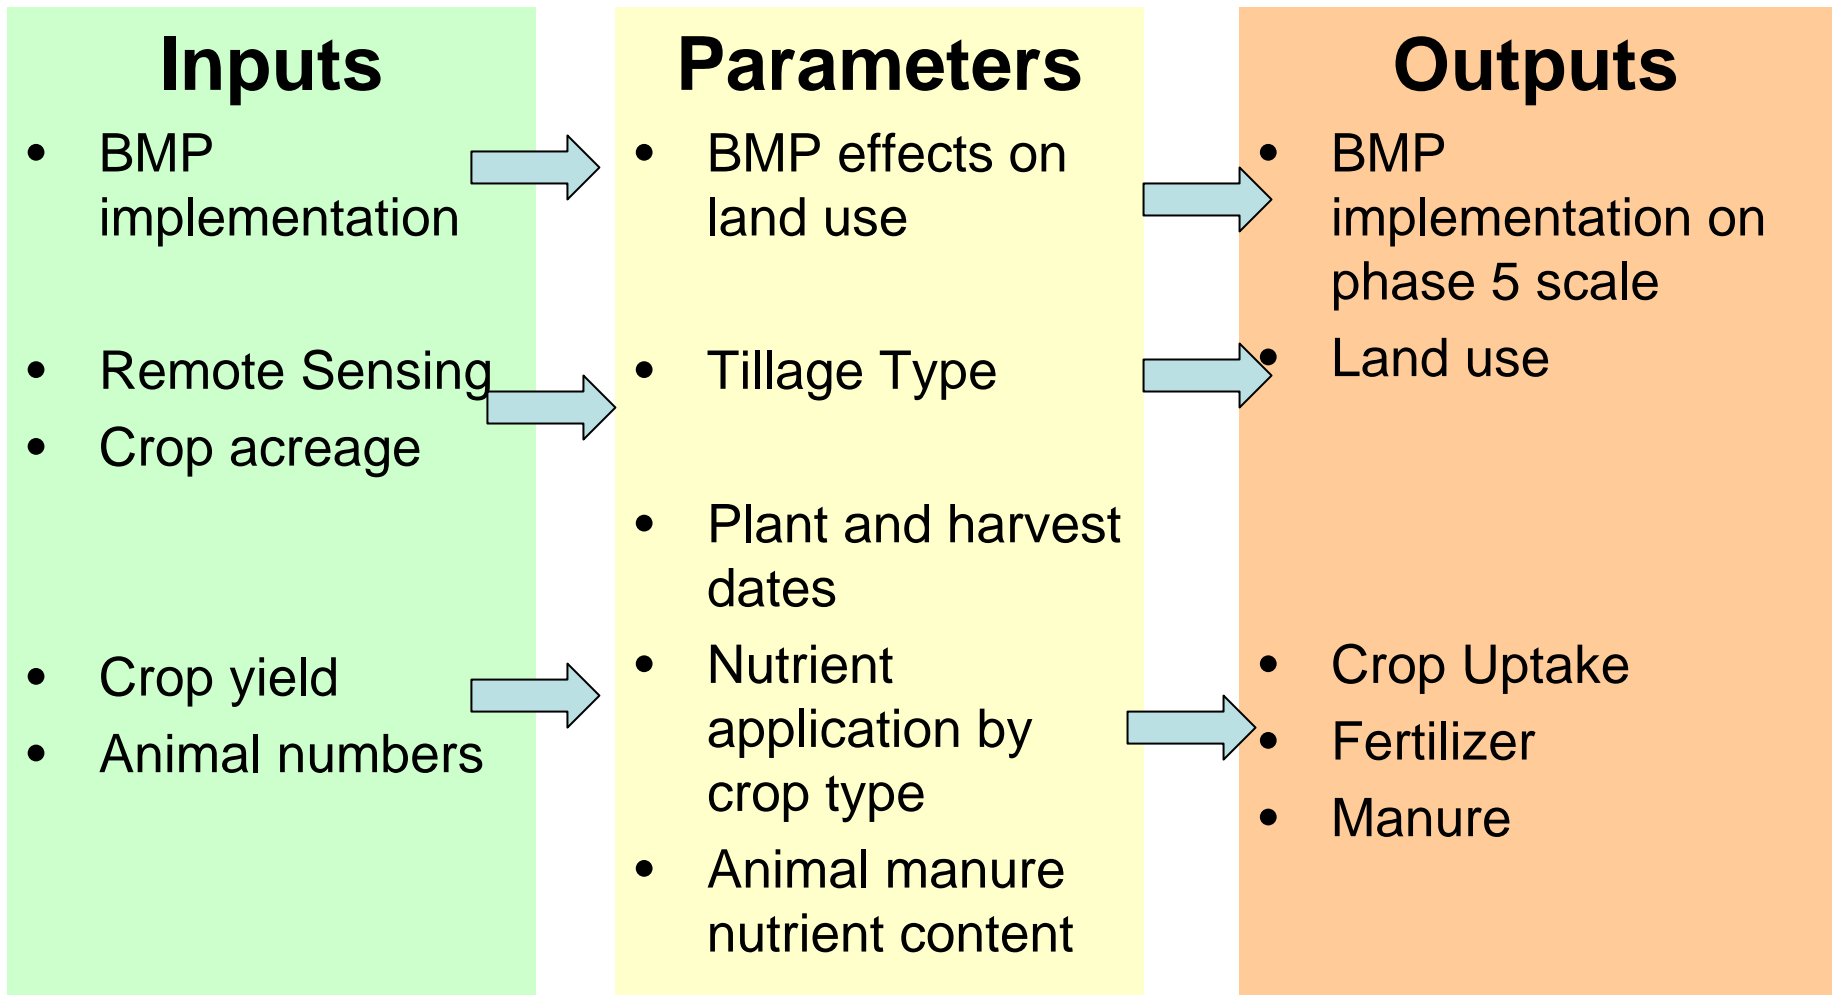 Inputs
• BMP
implementation
• Remote Sensing
• Crop acreage
• Crop yield
• Animal numbers
Parameters
• BMP effects on
land use
• Tillage Type
• Plant and harvest
dates
• Nutrient
application by
crop type
• Animal manure
nutrient content
Outputs
• BMP
implementation on
phase 5 scale
• Land use
• Crop Uptake
• Fertilizer
• Manure